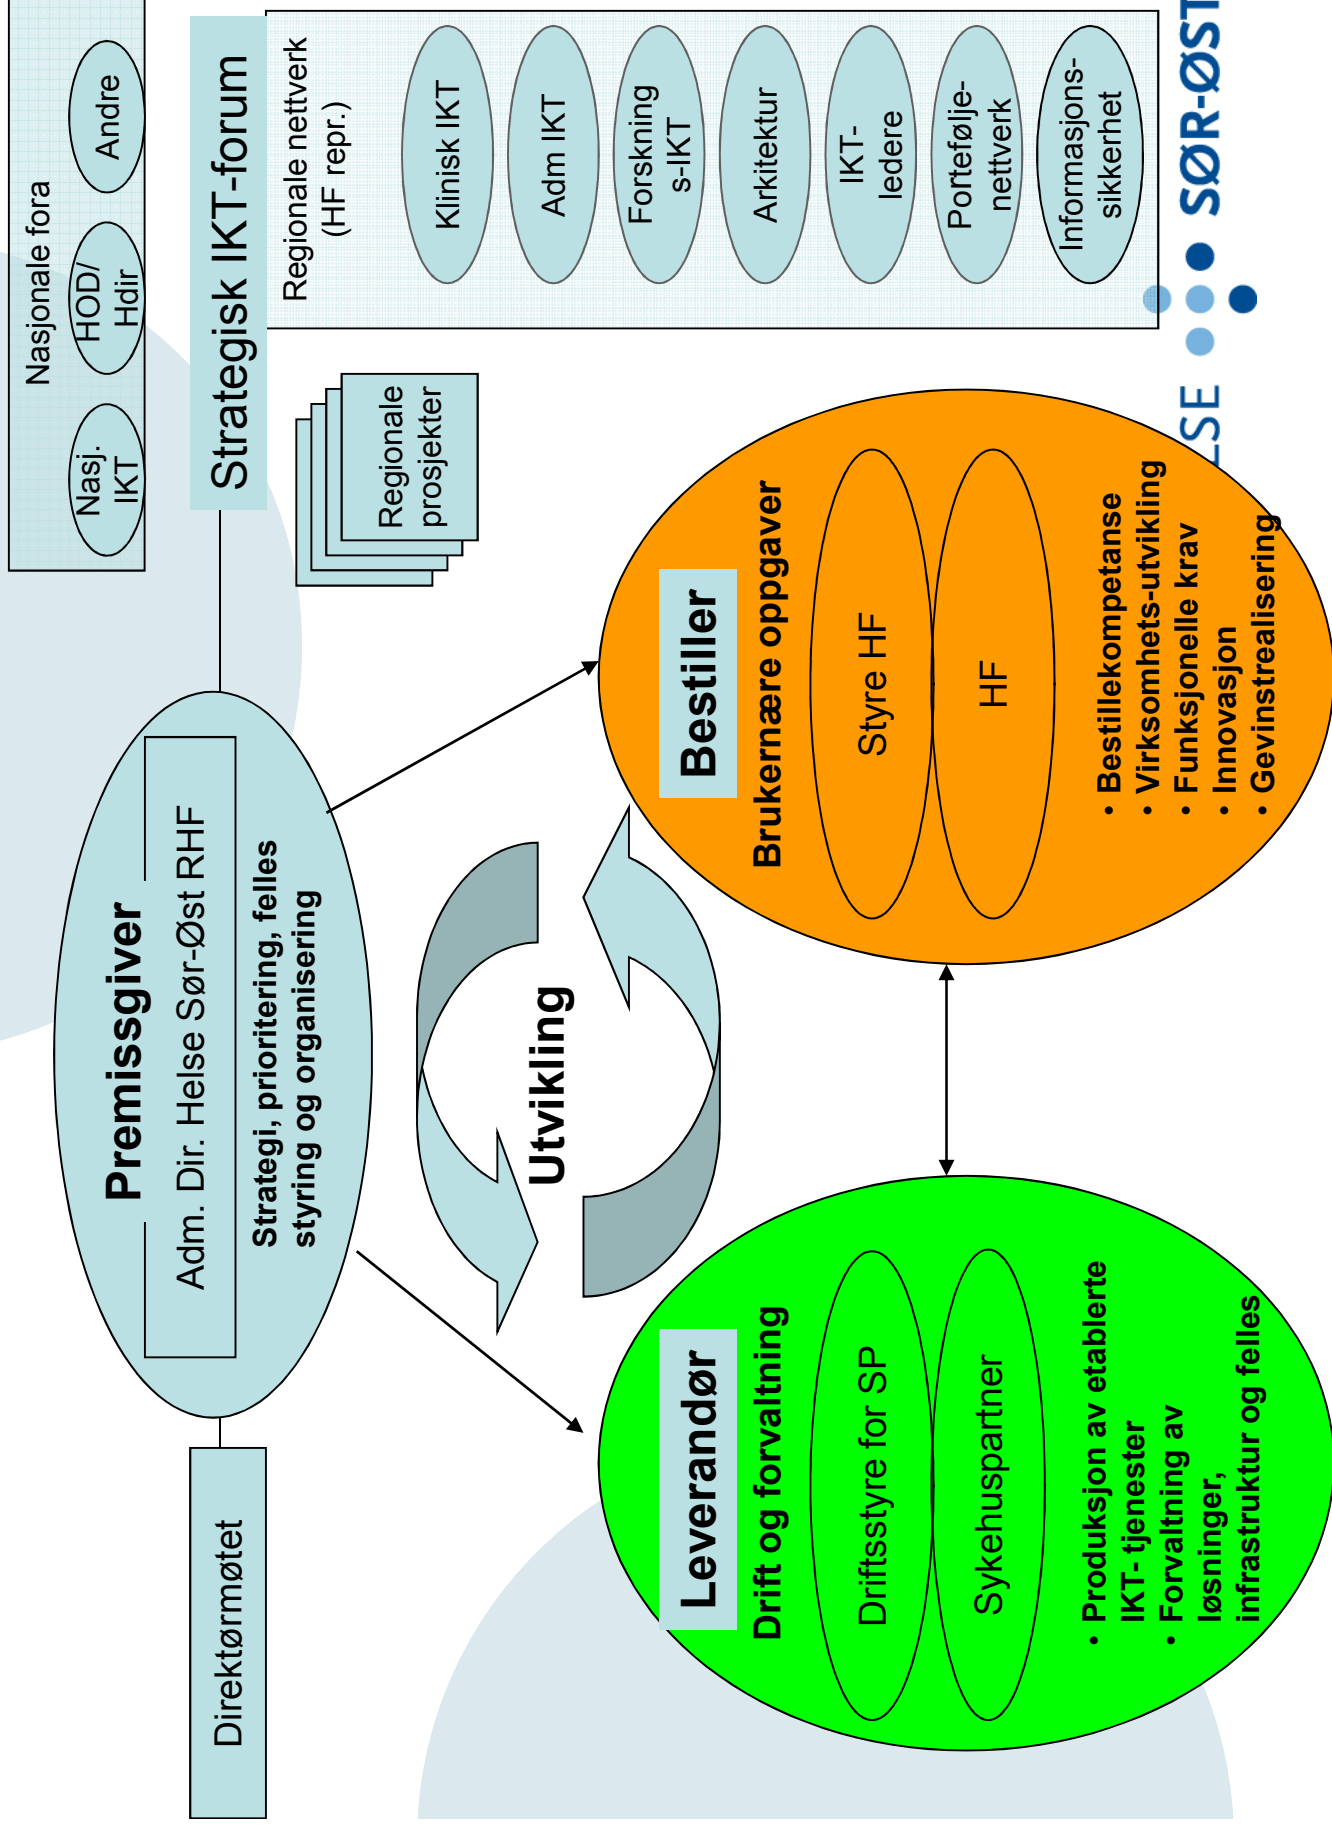 Nasjonale fora
Nasj.
IKT
HOD/
Hdir
Andre
Direktørmøtet
Premissgiver
Adm. Dir. Helse Sør-Øst RHF
Strategi, prioritering, felles
styring og organisering
Strategisk IKT-forum
Regionale nettverk
(HF repr.)
Klinisk IKT
Adm IKT
Forskning
s-IKT
Arkitektur
IKT-
ledere
Portefølje-
nettverk
Informasjons-
sikkerhet
Regionale
prosjekter
Utvikling
Leverandør
Drift og forvaltning
Driftsstyre for SP
Sykehuspartner
• Produksjon av etablerte
IKT- tjenester
• Forvaltning av
løsninger,
infrastruktur og felles
Bestiller
Brukernære oppgaver
Styre HF
HF
• Bestillekompetanse
• Virksomhets-utvikling
• Funksjonelle krav
• Innovasjon
• Gevinstrealisering
LSE SØR-ØST